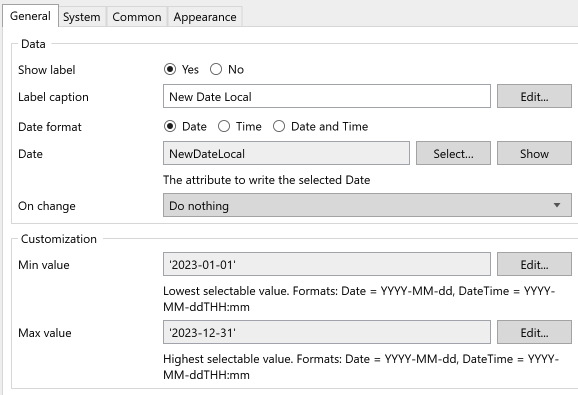 General System Common Appearance
Data
Show label Yes No
Label caption New Date Local Edit...
Date format Date Time Date and Time
Date NewDateLocal Select... Show
The attribute to write the selected Date
On change Do nothing
Customization
Min value '2023-01-01' Edit...
Lowest selectable value. Formats: Date = YYYY-MM-dd, DateTime = YYYY-
MM-ddTHH:mm
Max value '2023-12-31' Edit...
Highest selectable value. Formats: Date = YYYY-MM-dd, DateTime = YYYY-
MM-ddTHH:mm